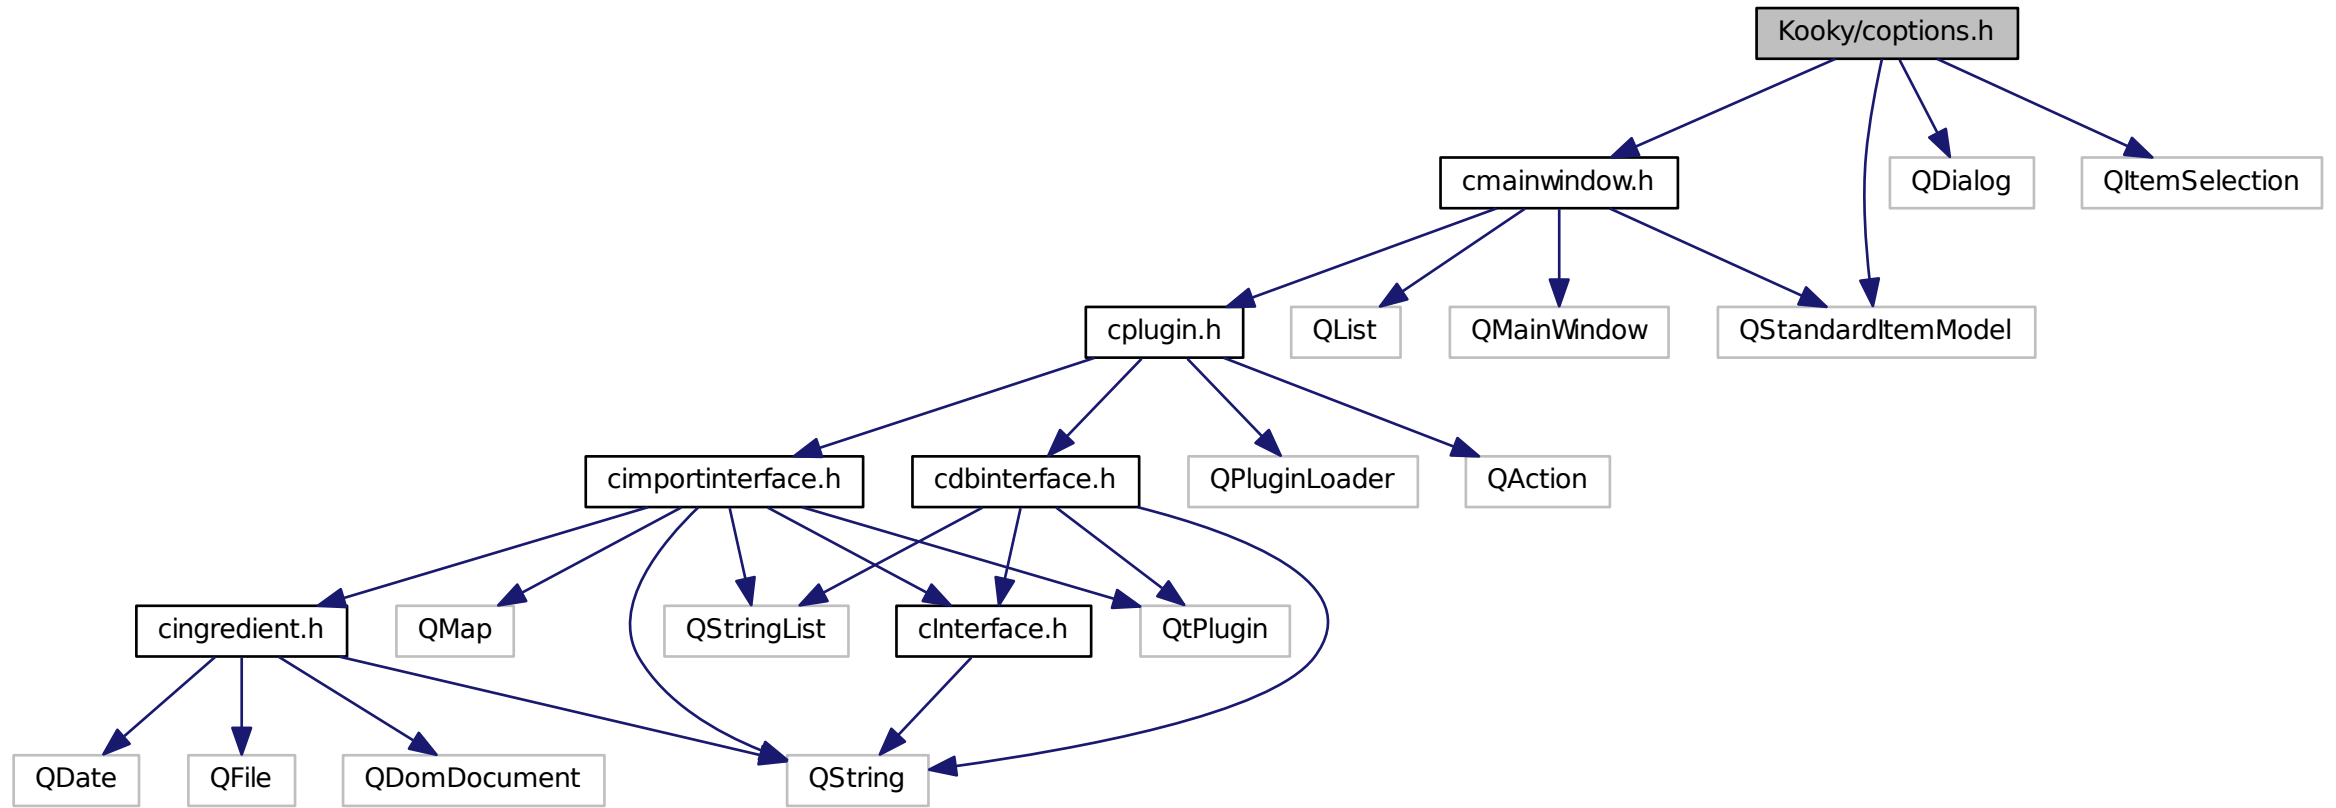 Kooky/coptions.h
cmainwindow.h
QDialog
QItemSelection
cplugin.h
QList
QMainWindow
QStandardItemModel
cimportinterface.h
cdbinterface.h
QPluginLoader
QAction
cingredient.h
QMap
QStringList
cInterface.h
QtPlugin
QDate
QFile
QDomDocument
QString